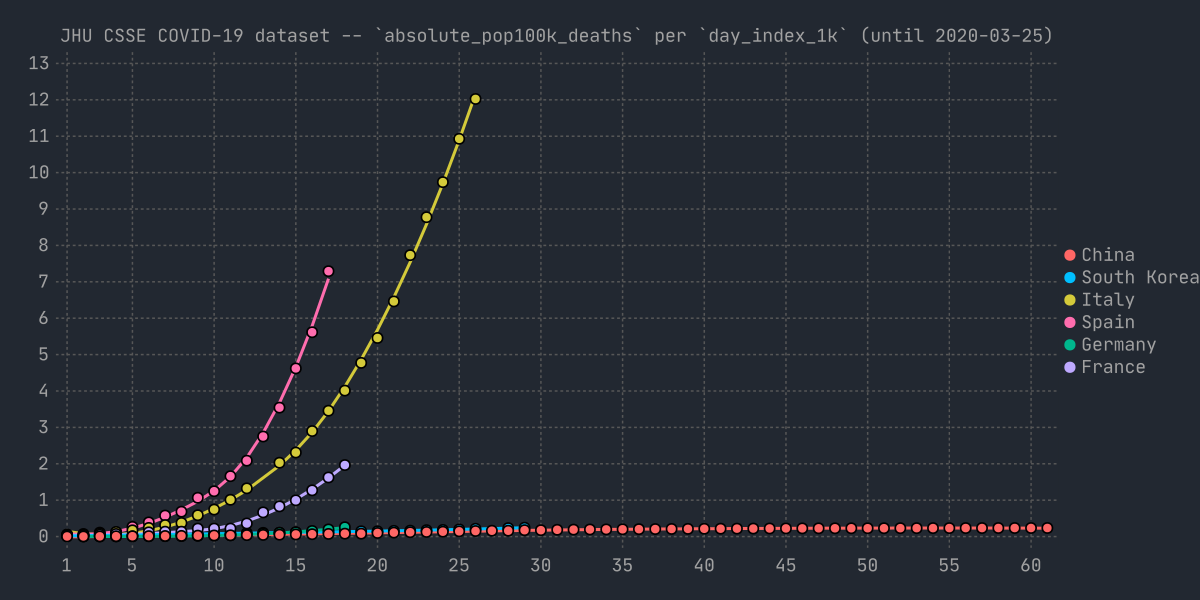 JHU CSSE COVID-19 dataset -- `absolute_pop100k_deaths` per `day_index_1k` (until 2020-03-25)
13
12
11
10
9
8
7
6
5
4
3
2
1
0
1 5 10 15 20 25 30 35 40 45 50 55 60
China
South Korea
Italy
Spain
Germany
France